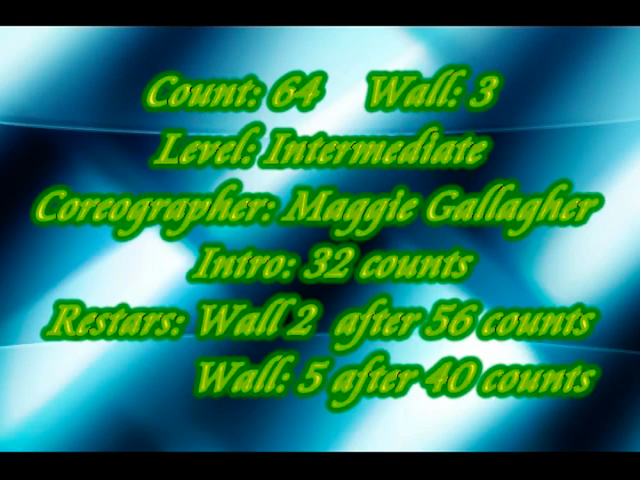 Count: 64 Wall: 3
Level: Intermediate
Coreographer: Maggie Gallagher
Intro: 32 counts
Restars: Wall 2 after 56 counts
Wall: 5 after 40 counts